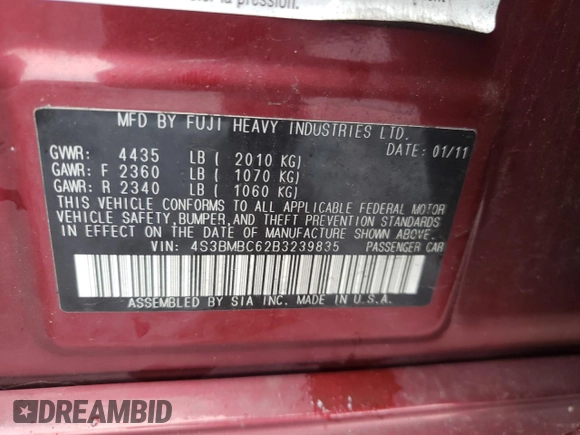 la pression.
MFD BY FUJI HEAVY INDUSTRIES LTD.
GVWR: 4435 LB ( 2010 KG) DATE: 01/11
GAWR: F 2360 LB ( 1070 KG)
GAWR: R 2340 LB ( 1060 KG)
THIS VEHICLE CONFORMS TO ALL APPLICABLE FEDERAL MOTOR
VEHICLE SAFETY, BUMPER, AND THEFT PREVENTION STANDARDS
IN EFFECT ON THE DATE OF MANUFACTURE SHOWN ABOVE.
VIN: 4S3BMBC62B3239835 PASSENGER CAR
ASSEMBLED BY SIA INC. MADE IN U.S.A.
DREAMBID